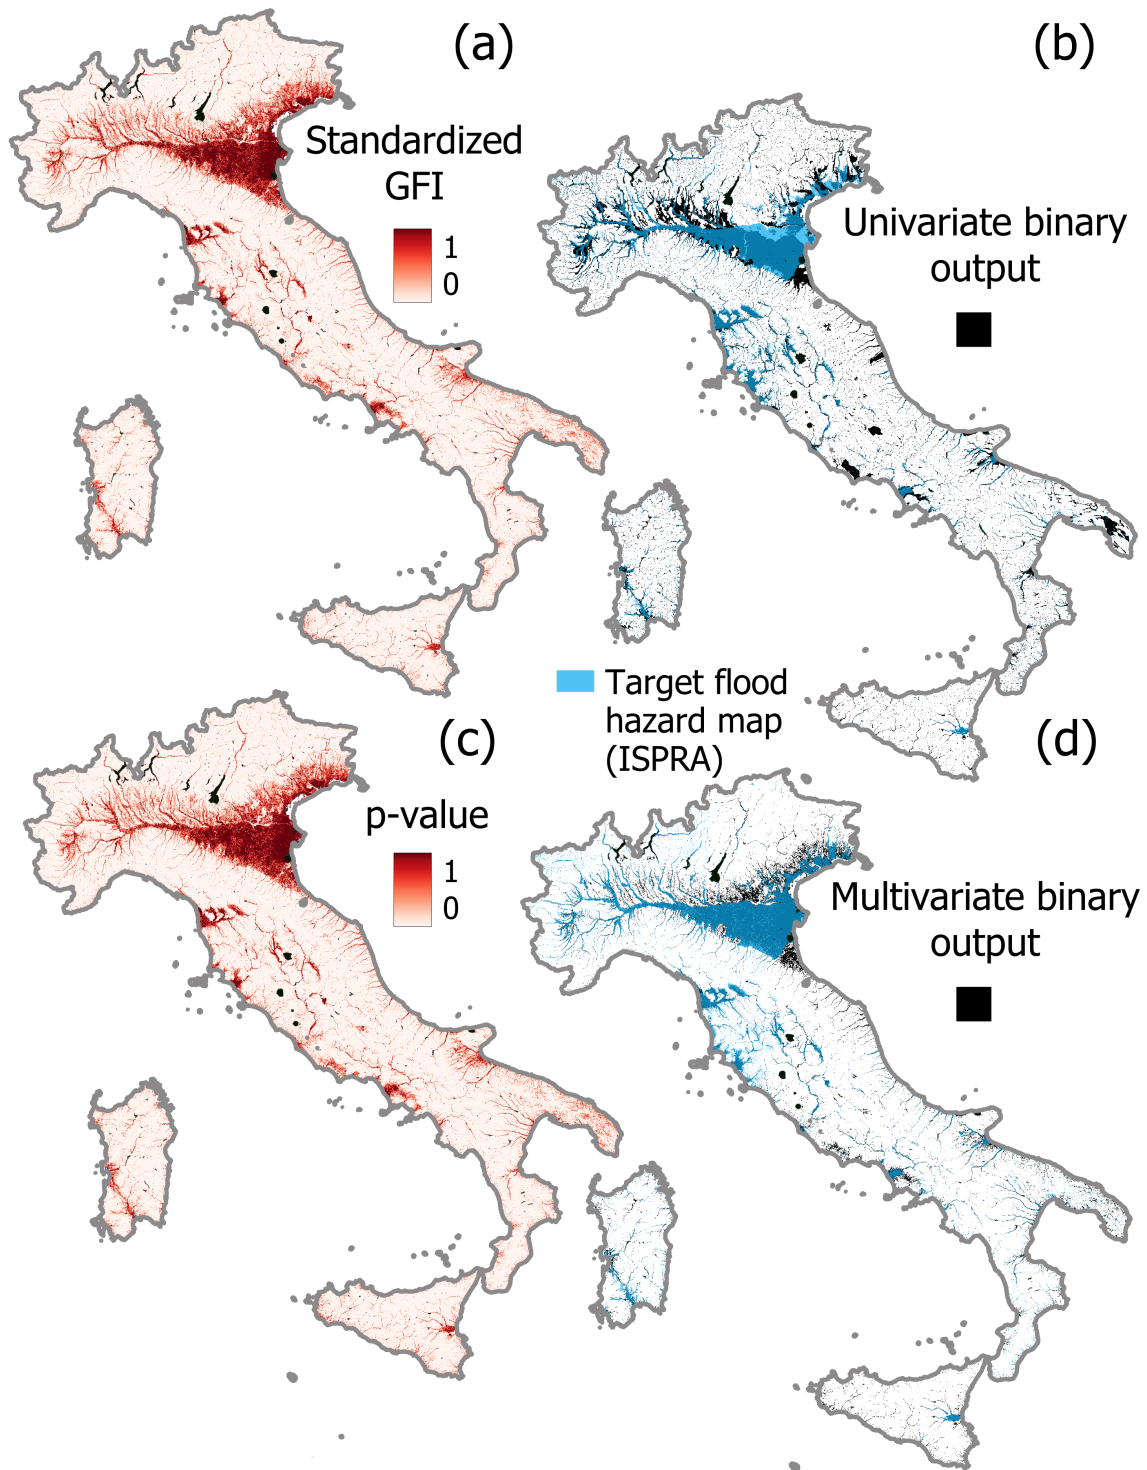 (a)
Standardized
GFI
1
0
(b)
Univariate binary
output
Target flood
hazard map
(ISPRA)
(c)
p-value
1
0
(d)
Multivariate binary
output